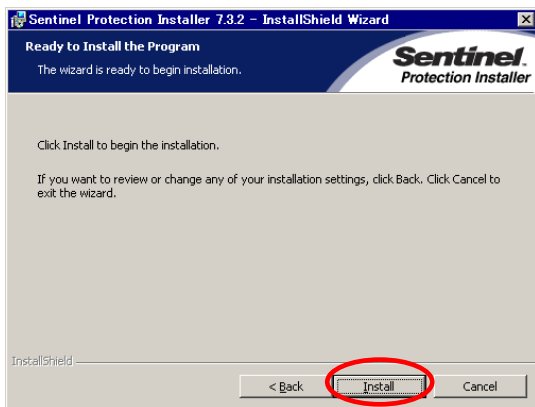 Sentinel Protection Installer 7.3.2 - InstallShield Wizard
Ready to Install the Program
The wizard is ready to begin installation.
Sentinel.
Protection Installer
Click Install to begin the installation.
If you want to review or change any of your installation settings, click Back. Click Cancel to
exit the wizard.
InstallShield
< Back
Install
Cancel